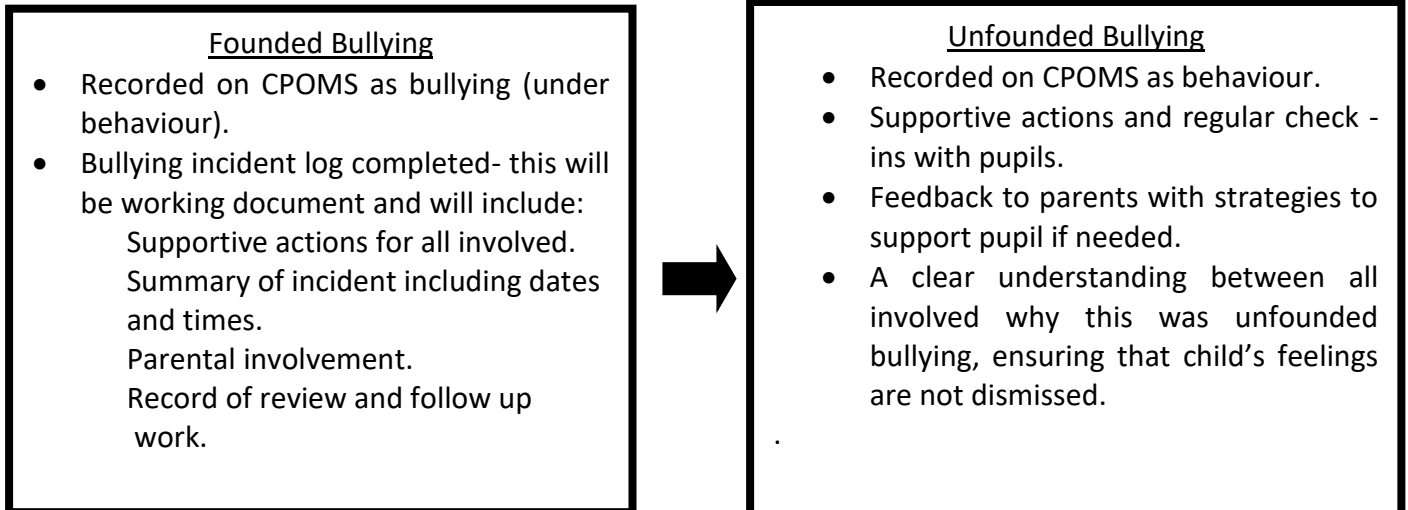 Founded Bullying
• Recorded on CPOMS as bullying (under
behaviour).
• Bullying incident log completed- this will
be working document and will include:
Supportive actions for all involved.
Summary of incident including dates
and times.
Parental involvement.
Record of review and follow up
work.
Unfounded Bullying
• Recorded on CPOMS as behaviour.
• Supportive actions and regular check -
ins with pupils.
• Feedback to parents with strategies to
support pupil if needed.
• A clear understanding between all
involved why this was unfounded
bullying, ensuring that child’s feelings
are not dismissed.
.